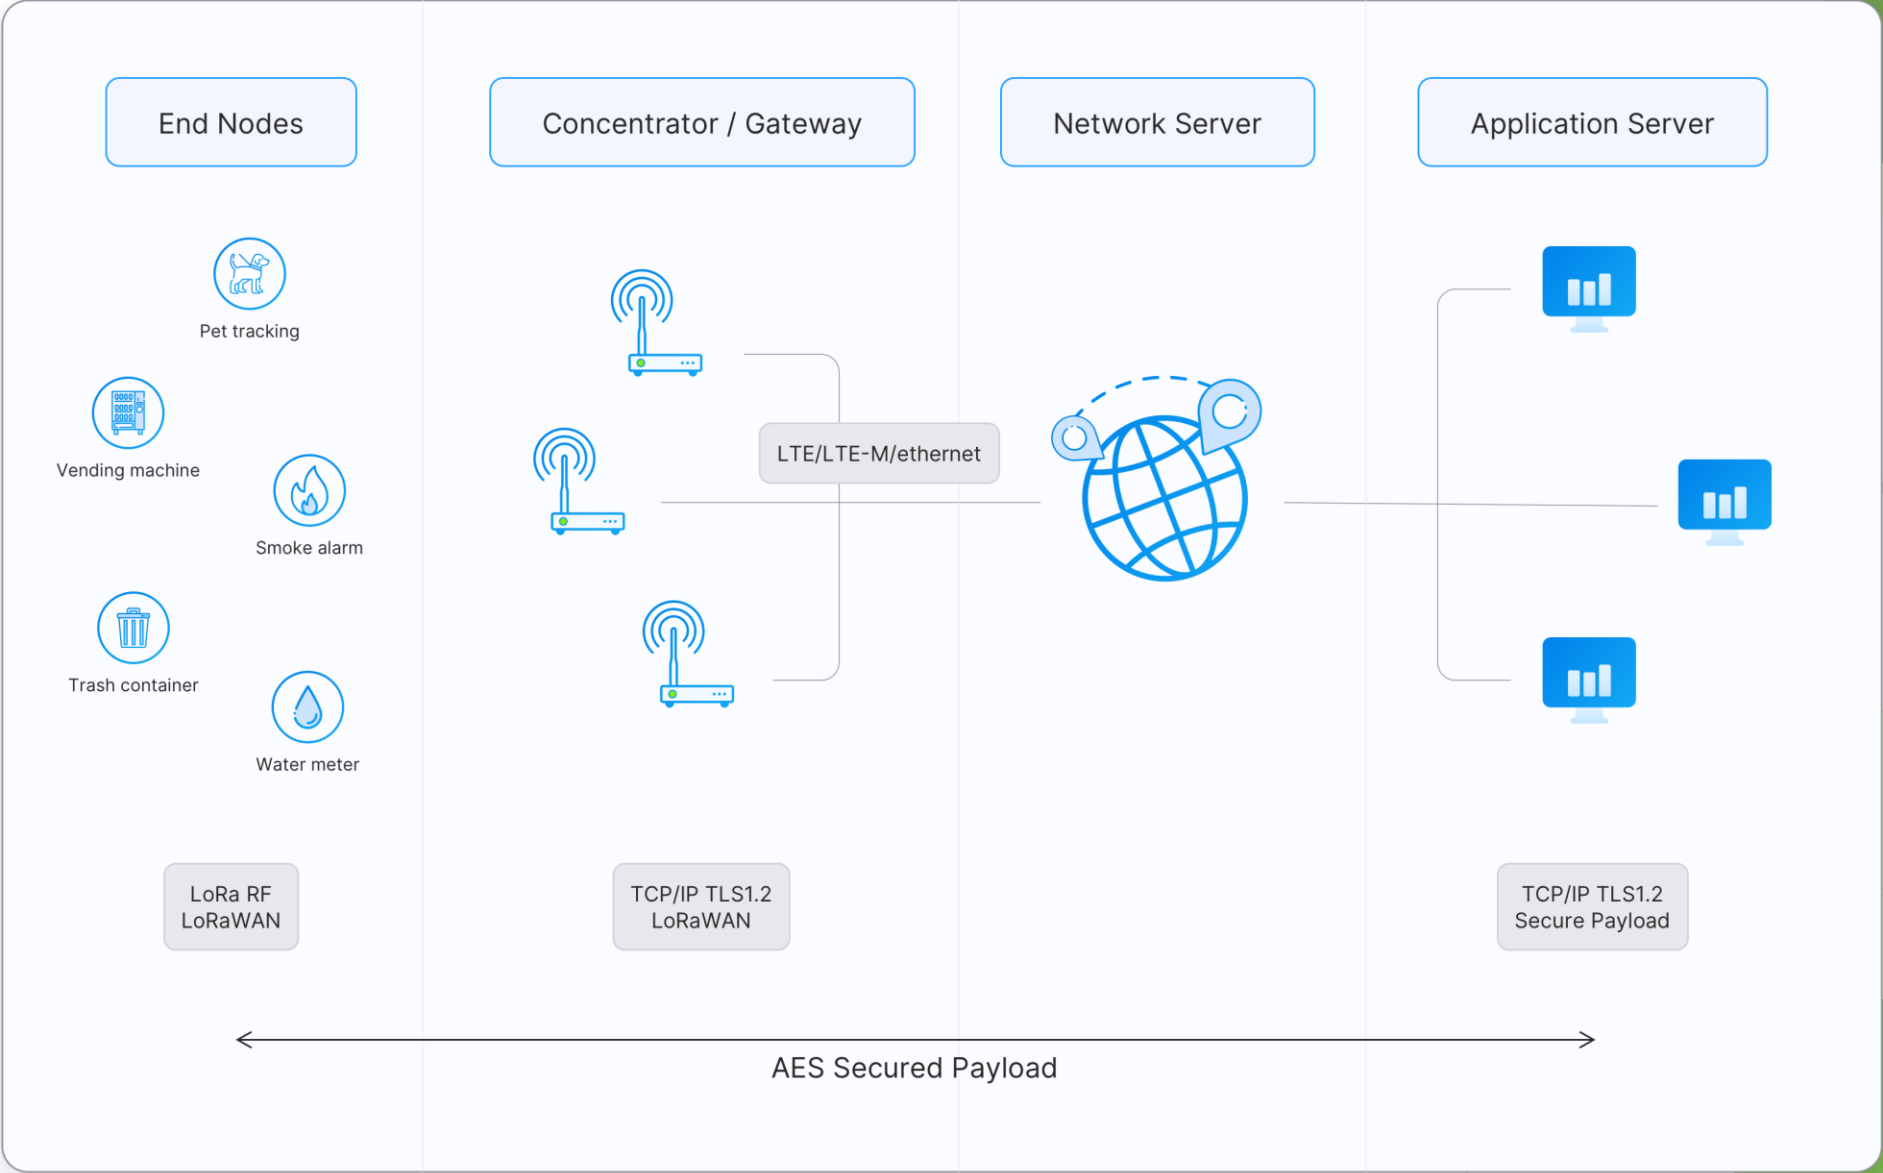 End Nodes
Concentrator / Gateway
Network Server
Application Server
Pet tracking
Vending machine
Smoke alarm
Trash container
Water meter
LTE/LTE-M/ethernet
LoRa RF
LoRaWAN
TCP/IP TLS1.2
LoRaWAN
TCP/IP TLS1.2
Secure Payload
AES Secured Payload